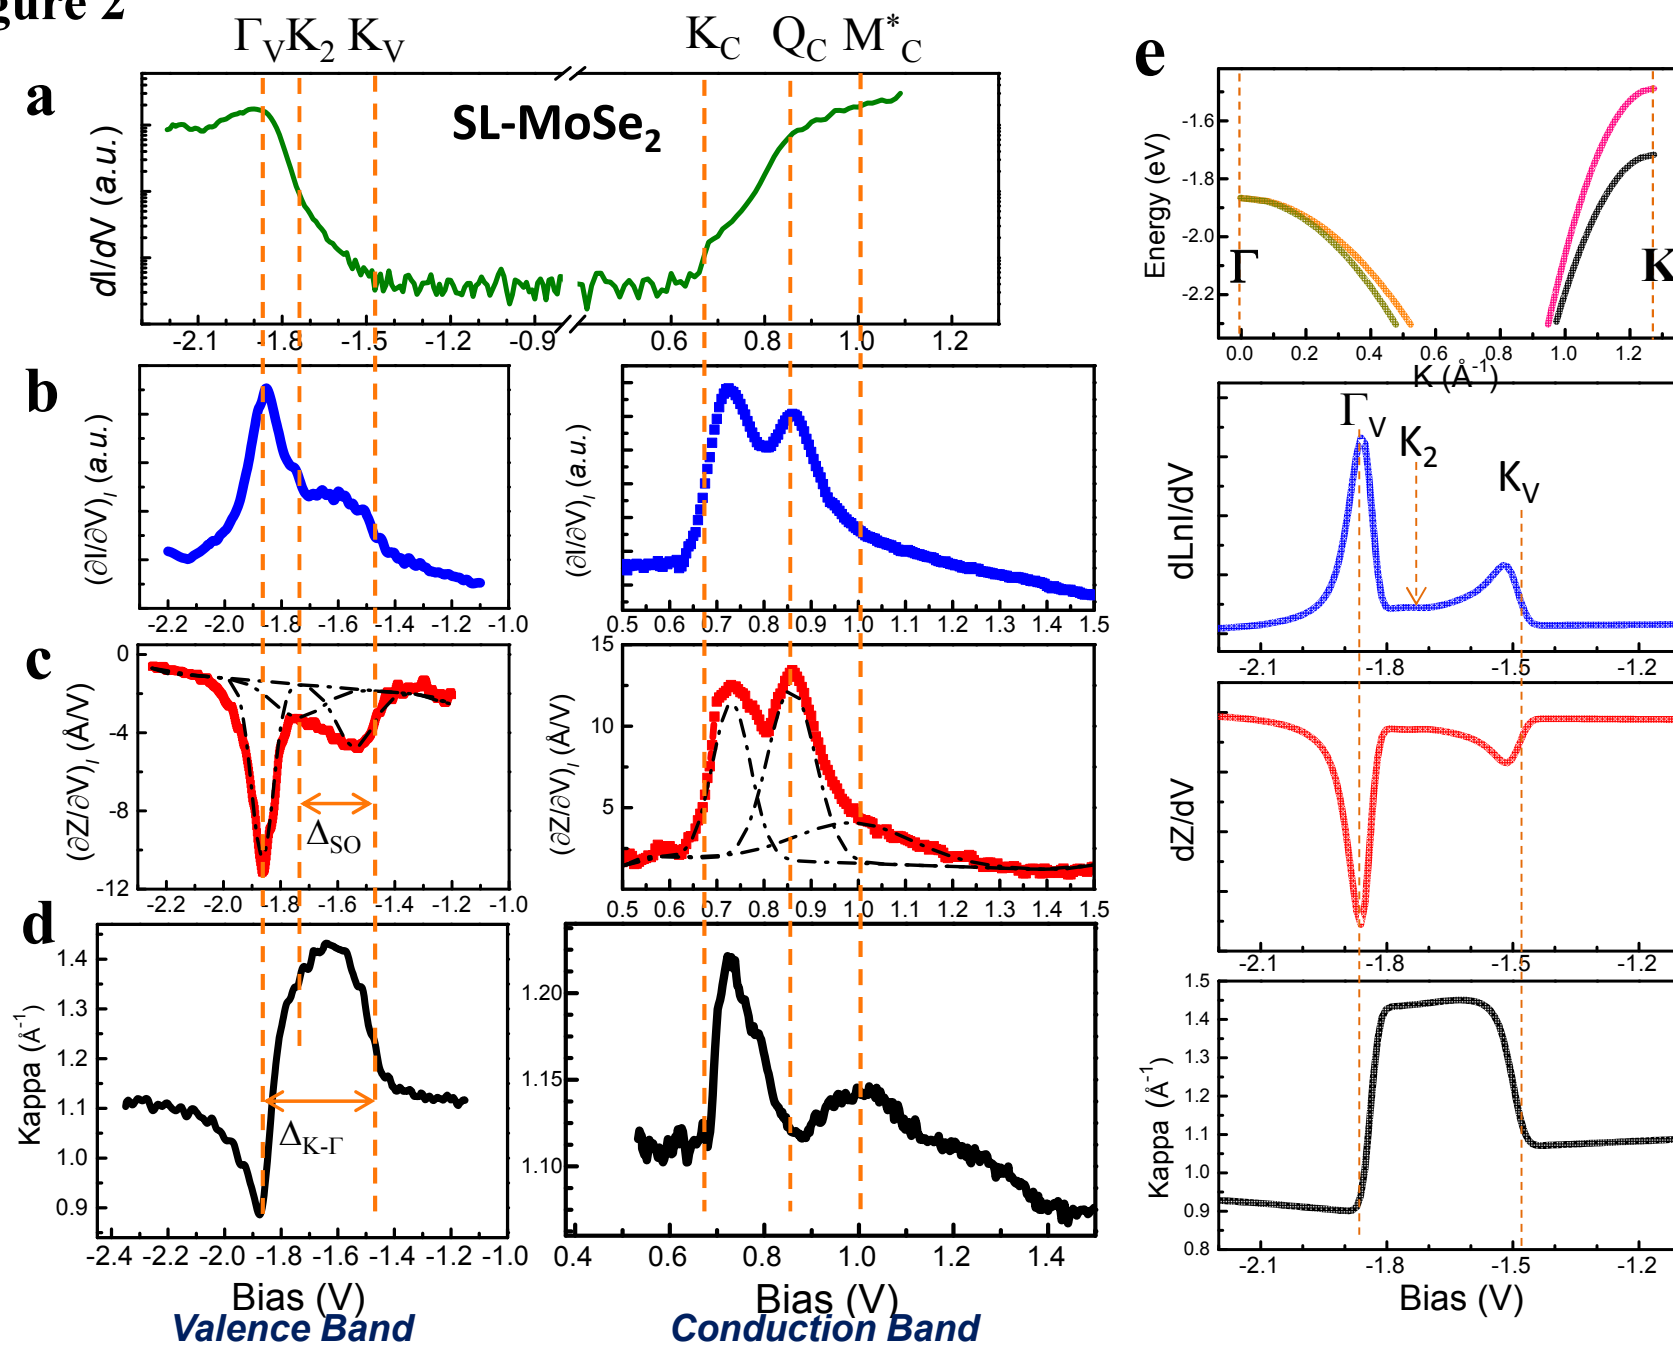 gure 2
Γ_V K_2 K_V K_C Q_C M*_C
a
SL-MoSe2
dI/dV (a.u.)
-2.1 -1.8 -1.5 -1.2 -0.9 0.6 0.8 1.0 1.2
b
(∂I/∂V)_I (a.u.)
-2.2 -2.0 -1.8 -1.6 -1.4 -1.2 -1.0
(∂I/∂V)_I (a.u.)
0.5 0.6 0.7 0.8 0.9 1.0 1.1 1.2 1.3 1.4 1.5
c
(∂Z/∂V)_I (Å/V)
0
-4
-8
-12
Δ_SO
-2.2 -2.0 -1.8 -1.6 -1.4 -1.2 -1.0
(∂Z/∂V)_I (Å/V)
15
10
5
0.5 0.6 0.7 0.8 0.9 1.0 1.1 1.2 1.3 1.4 1.5
d
Kappa (Å-1)
1.4
1.3
1.2
1.1
1.0
0.9
Δ_K-Γ
-2.4 -2.2 -2.0 -1.8 -1.6 -1.4 -1.2 -1.0
Bias (V)
Valence Band
1.20
1.15
1.10
0.4 0.6 0.8 1.0 1.2 1.4
Bias (V)
Conduction Band
e
Energy (eV)
-1.6
-1.8
-2.0
-2.2
Γ
K
0.0 0.2 0.4 0.6 0.8 1.0 1.2
K (Å-1)
dLnI/dV
Γ_V
K_2
K_V
-2.1 -1.8 -1.5 -1.2
dZ/dV
-2.1 -1.8 -1.5 -1.2
Kappa (Å-1)
1.5
1.4
1.3
1.2
1.1
1.0
0.9
0.8
-2.1 -1.8 -1.5 -1.2
Bias (V)